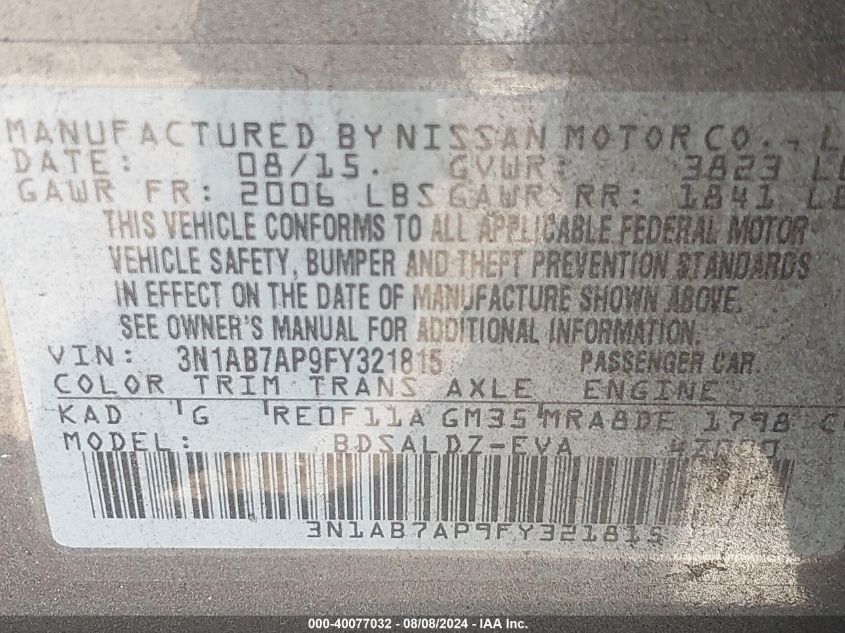 MANUFACTURED BY NISSAN MOTOR CO., L
DATE: 08/15. GVWR: 3823 LB
GAWR FR: 2006 LBS GAWR RR: 1841 LB
THIS VEHICLE CONFORMS TO ALL APPLICABLE FEDERAL MOTOR
VEHICLE SAFETY, BUMPER AND THEFT PREVENTION STANDARDS
IN EFFECT ON THE DATE OF MANUFACTURE SHOWN ABOVE.
SEE OWNER'S MANUAL FOR ADDITIONAL INFORMATION.
VIN: 3N1AB7AP9FY321815 PASSENGER CAR.
COLOR TRIM TRANS AXLE ENGINE
KAD G RE0F11A GM35 MRA8DE 1798 C
MODEL: BDSALDZ-EVA
3N1AB7AP9FY321815
000-40077032 - 08/08/2024 - IAA Inc.